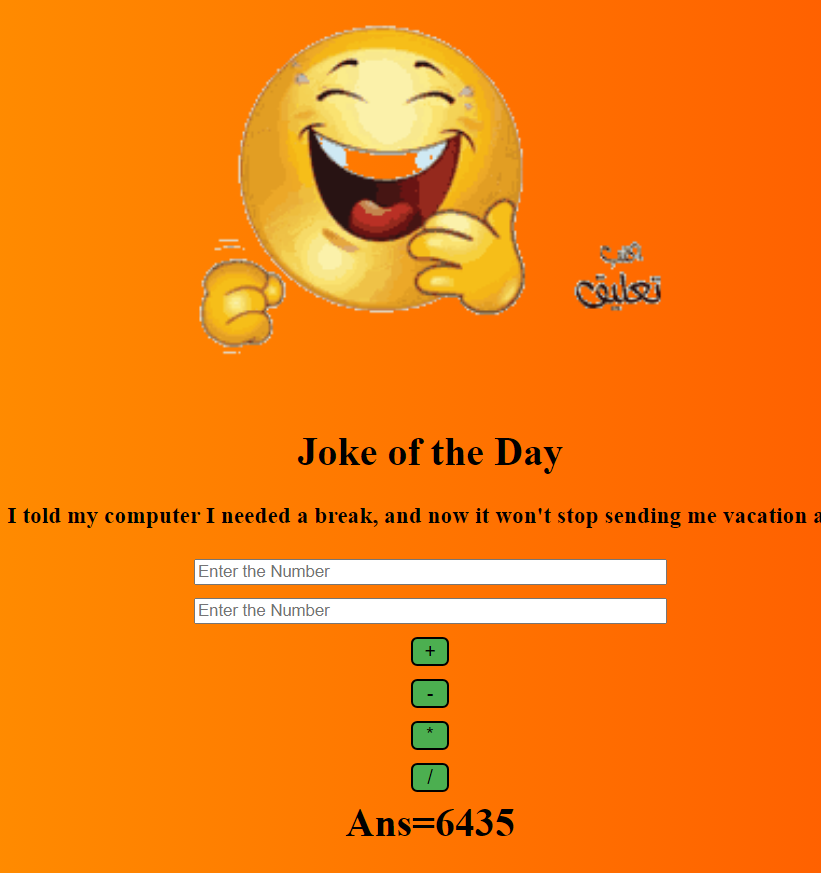 تعليق
Joke of the Day
I told my computer I needed a break, and now it won't stop sending me vacation a
Enter the Number
Enter the Number
+
-
*
/
Ans=6435